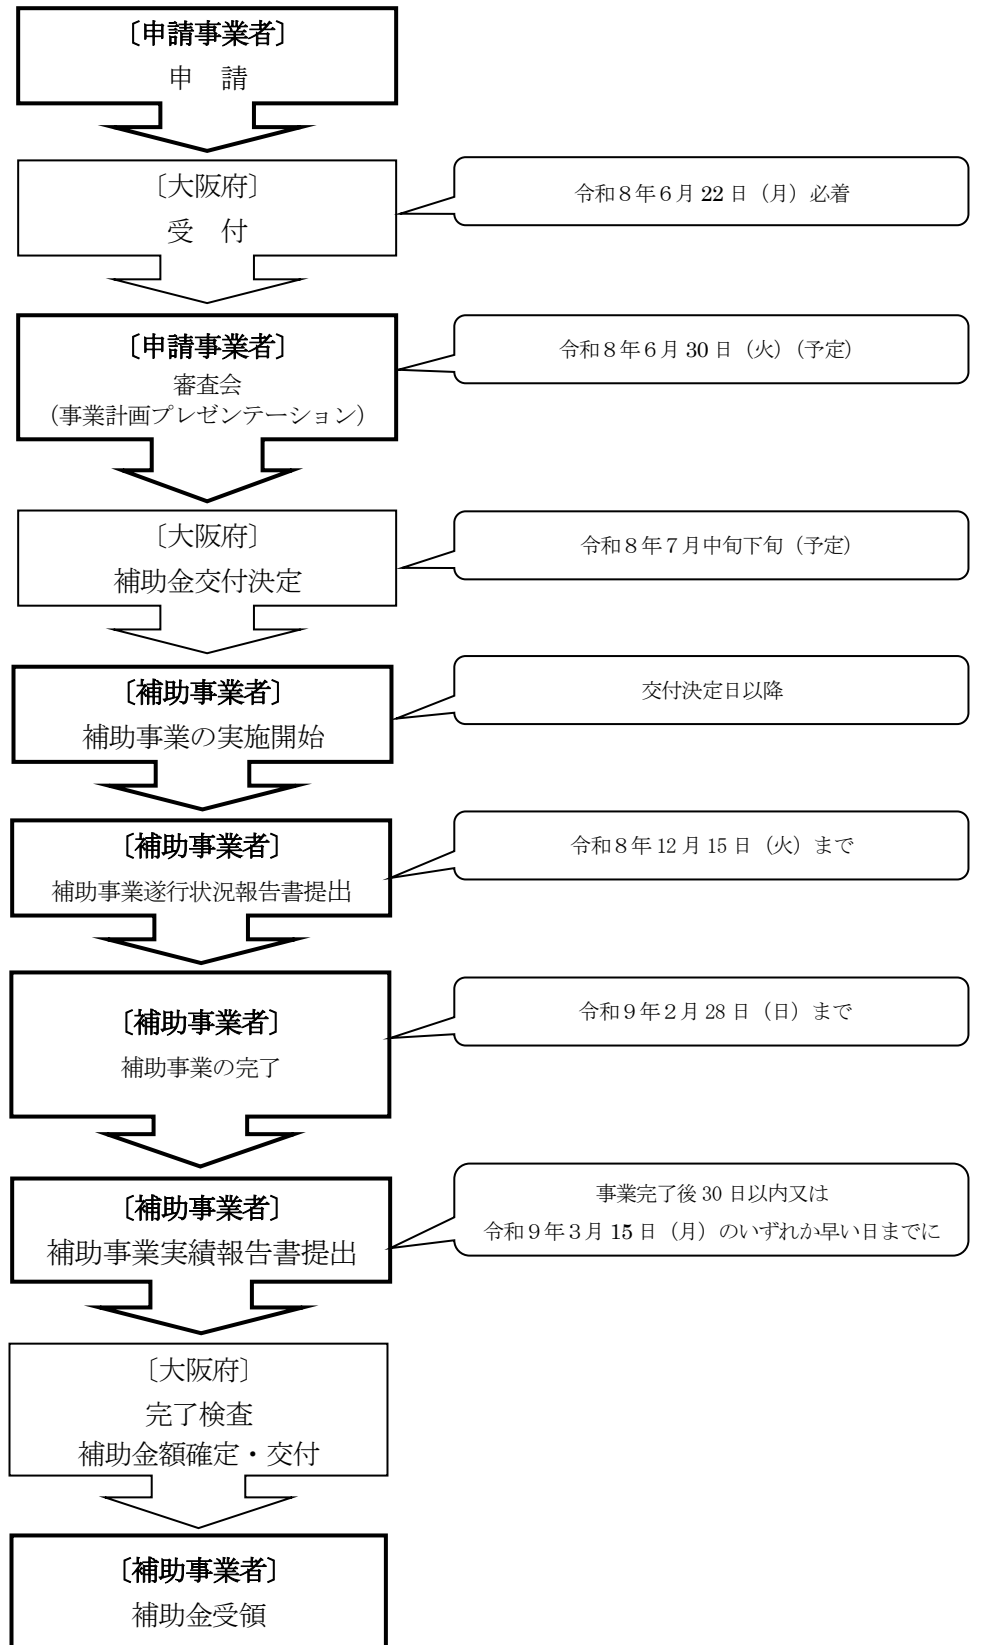 〔申請事業者〕
申　請
〔大阪府〕
受　付
令和８年６月 22 日（月）必着
〔申請事業者〕
審査会
（事業計画プレゼンテーション）
令和８年６月 30 日（火）（予定）
〔大阪府〕
補助金交付決定
令和８年７月中旬下旬（予定）
〔補助事業者〕
補助事業の実施開始
交付決定日以降
〔補助事業者〕
補助事業遂行状況報告書提出
令和８年 12 月 15 日（火）まで
〔補助事業者〕
補助事業の完了
令和９年２月 28 日（日）まで
〔補助事業者〕
補助事業実績報告書提出
事業完了後 30 日以内又は
令和９年３月 15 日（月）のいずれか早い日までに
〔大阪府〕
完了検査
補助金額確定・交付
〔補助事業者〕
補助金受領